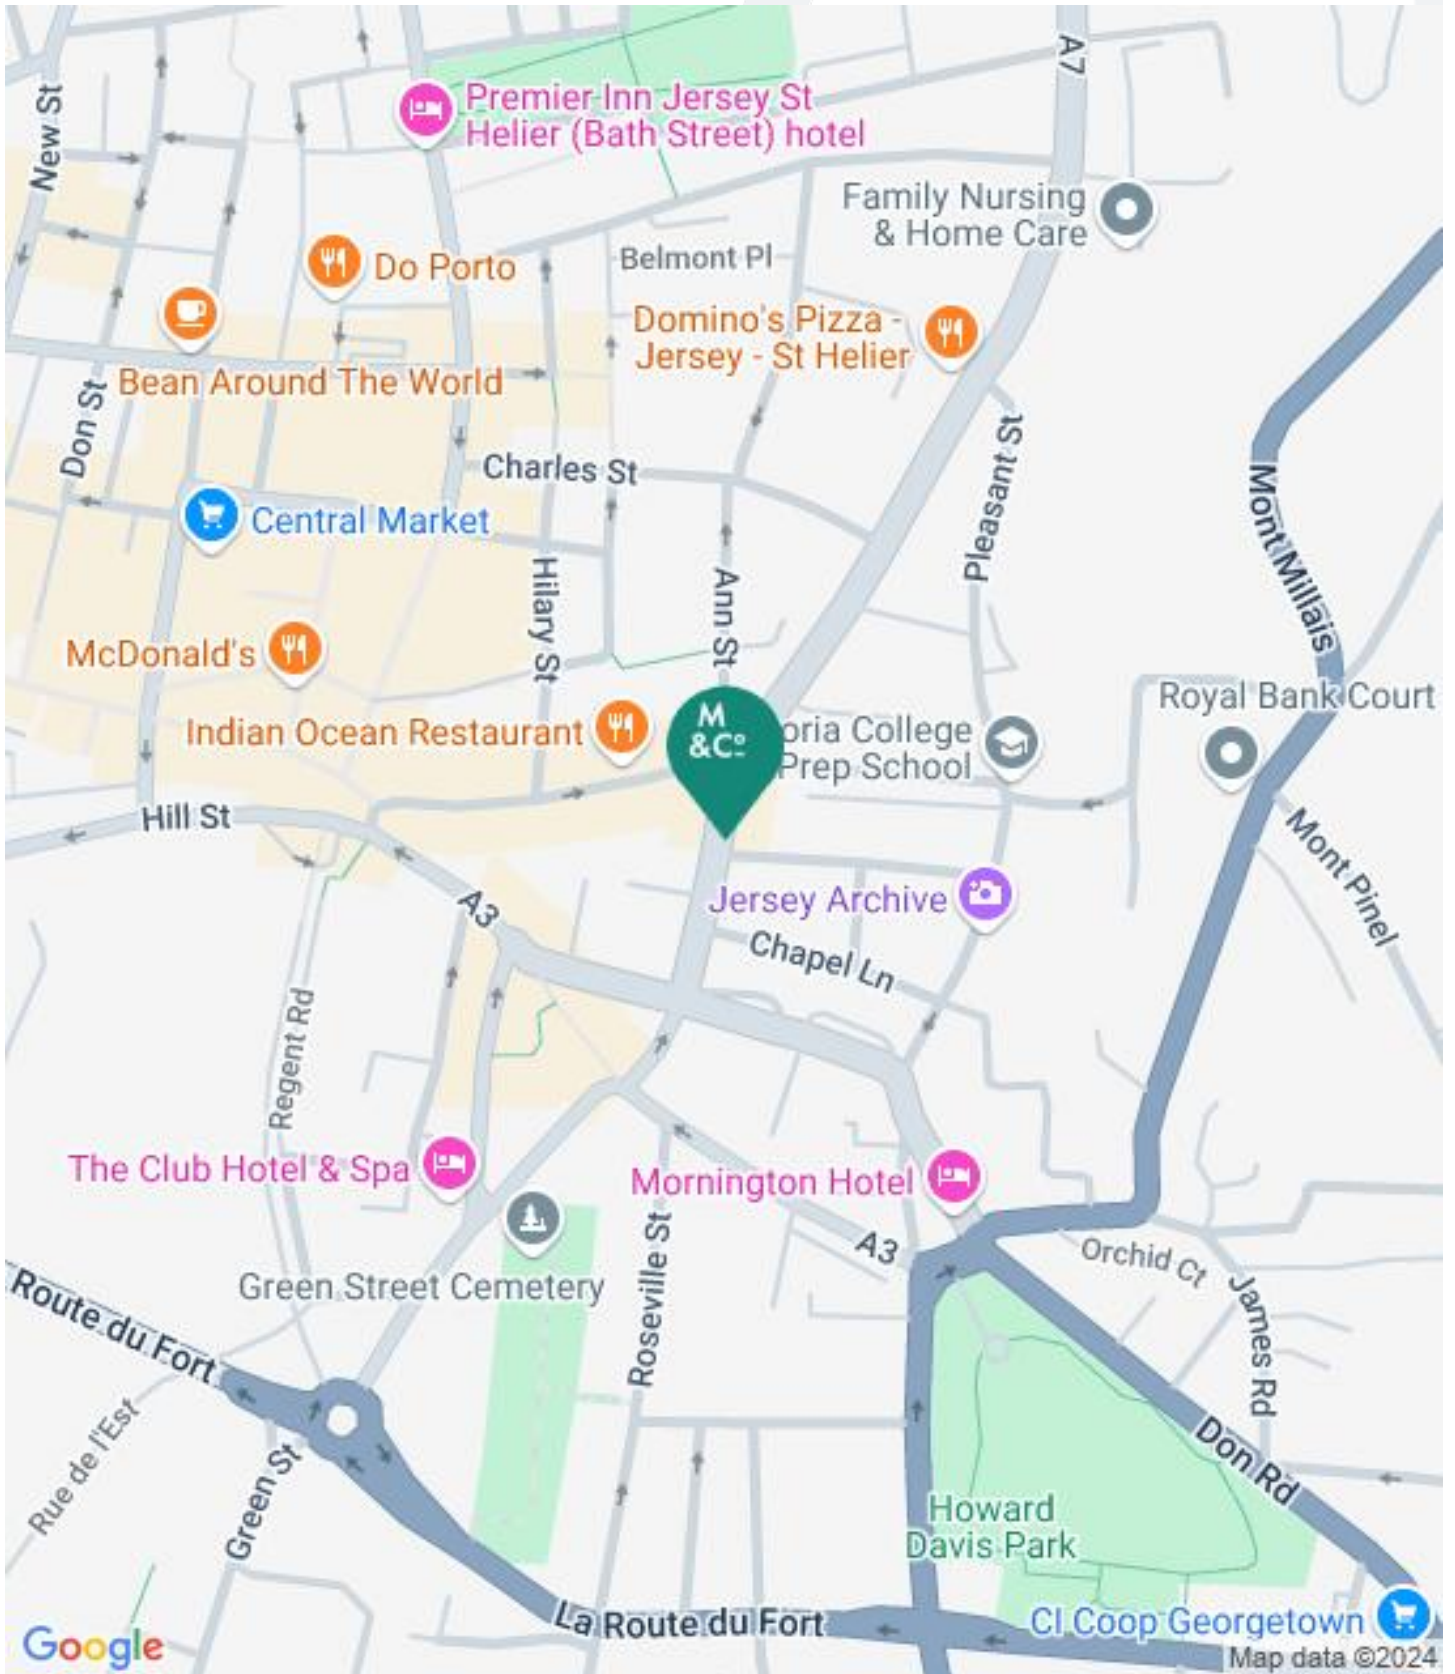 A7
New St
Premier Inn Jersey St
Helier (Bath Street) hotel
Family Nursing
& Home Care
Belmont Pl
Do Porto
Domino's Pizza -
Jersey - St Helier
Bean Around The World
Don St
Pleasant St
Charles St
Mont Millais
Central Market
Hilary St
Ann St
McDonald's
Royal Bank Court
M
&Cº
Indian Ocean Restaurant
oria College
Prep School
Hill St
Mont Pinel
A3
Jersey Archive
Chapel Ln
Regent Rd
The Club Hotel & Spa
Mornington Hotel
A3
Orchid Ct
Green Street Cemetery
Roseville St
James Rd
Route du Fort
Rue de l'Est
Green St
Don Rd
Howard
Davis Park
La Route du Fort
CI Coop Georgetown
Google
Map data ©2024